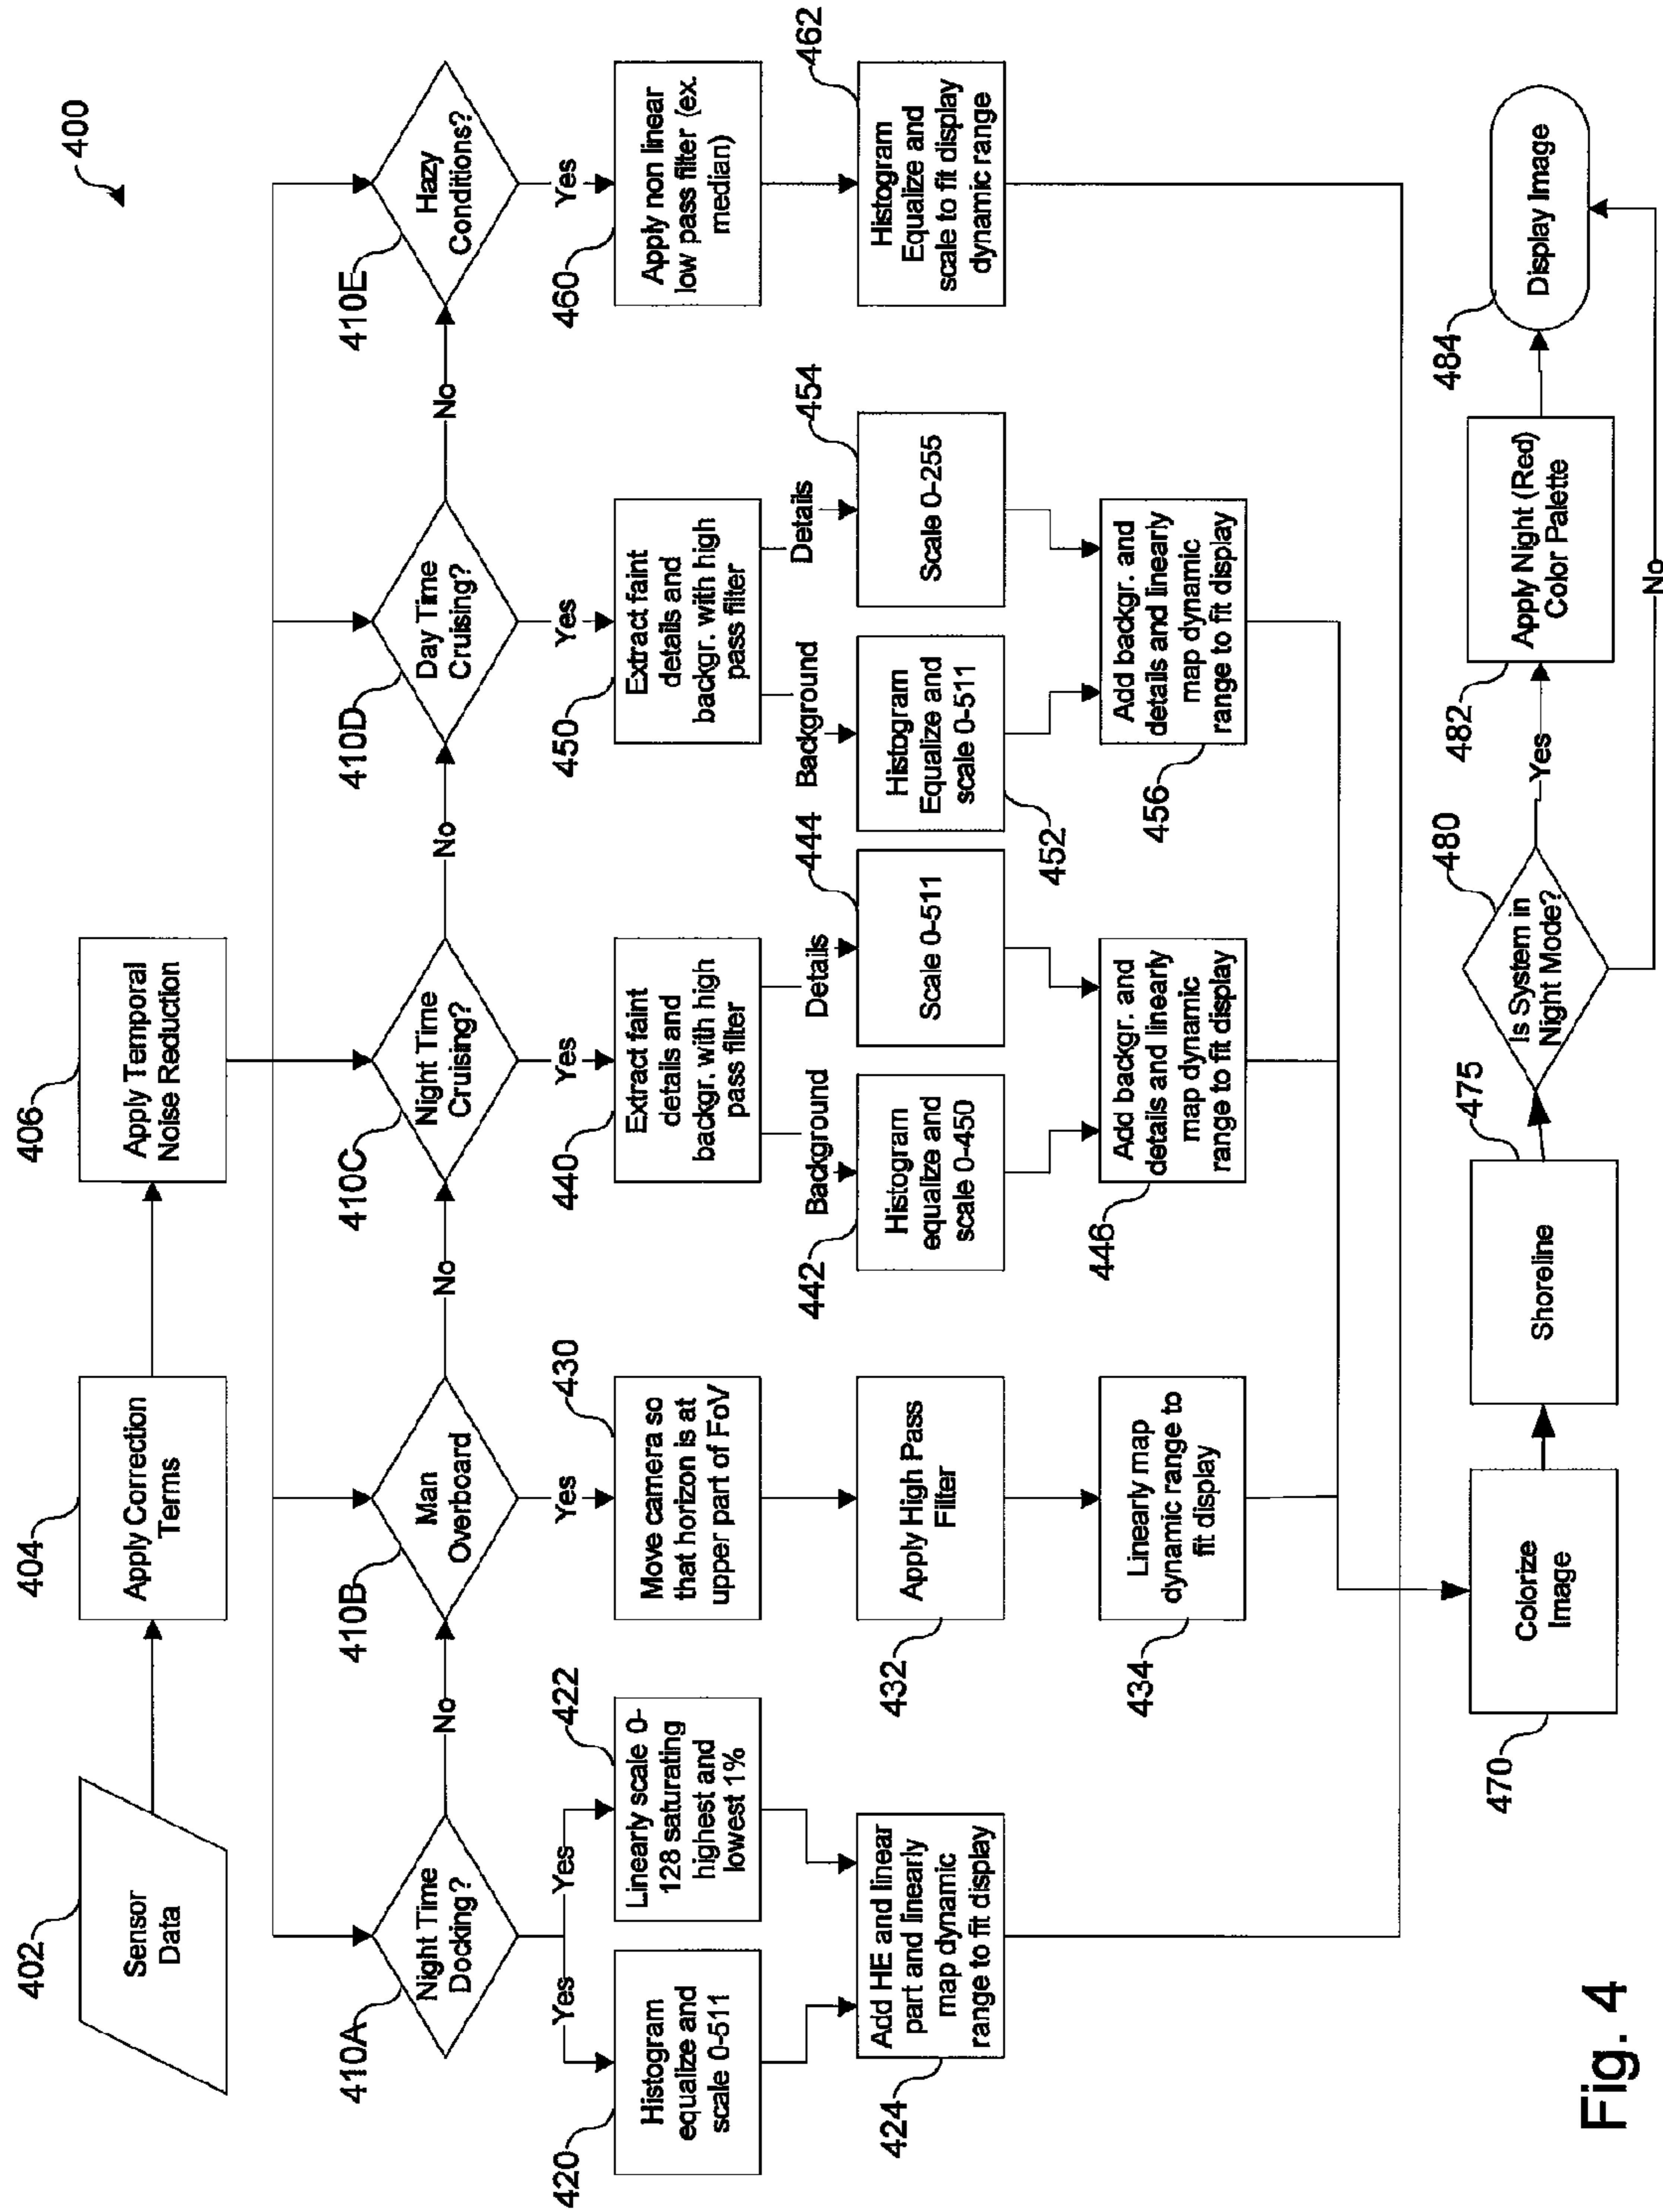 400
402
Sensor
Data
404
Apply Correction
Terms
406
Apply Temporal
Noise Reduction
410A
Night Time
Docking?
No
410B
Man
Overboard
No
410C
Night Time
Cruising?
No
410D
Day Time
Cruising?
No
410E
Hazy
Conditions?
Yes
Yes
Yes
Yes
Yes
Yes
420
Histogram
equalize and
scale 0-511
422
Linearly scale 0-
128 saturating
highest and
lowest 1%
430
Move camera so
that horizon is at
upper part of FoV
440
Extract faint
details and
backgr. with high
pass filter
450
Extract faint
details and
backgr. with high
pass filter
460
Apply non linear
low pass filter (ex.
median)
Background
Details
Background
Details
424
Add HE and linear
part and linearly
map dynamic
range to fit display
432
Apply High Pass
Filter
442
Histogram
equalize and
scale 0-450
444
Scale 0-511
452
Histogram
Equalize and
scale 0-511
454
Scale 0-255
462
Histogram
Equalize and
scale to fit display
dynamic range
434
Linearly map
dynamic range to
fit display
446
Add backgr. and
details and linearly
map dynamic
range to fit display
456
Add backgr. and
details and linearly
map dynamic
range to fit display
470
Colorize
Image
475
Shoreline
480
Is System in
Night Mode?
Yes
482
Apply Night (Red)
Color Palette
484
Display Image
No
Fig. 4